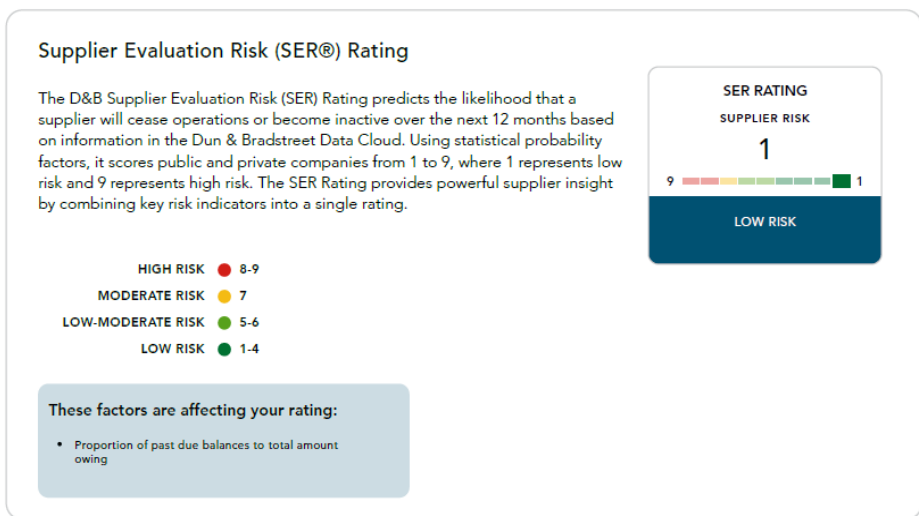 Supplier Evaluation Risk (SER®) Rating
The D&B Supplier Evaluation Risk (SER) Rating predicts the likelihood that a
supplier will cease operations or become inactive over the next 12 months based
on information in the Dun & Bradstreet Data Cloud. Using statistical probability
factors, it scores public and private companies from 1 to 9, where 1 represents low
risk and 9 represents high risk. The SER Rating provides powerful supplier insight
by combining key risk indicators into a single rating.
SER RATING
SUPPLIER RISK
1
9 1
LOW RISK
HIGH RISK 8-9
MODERATE RISK 7
LOW-MODERATE RISK 5-6
LOW RISK 1-4
These factors are affecting your rating:
• Proportion of past due balances to total amount
owing